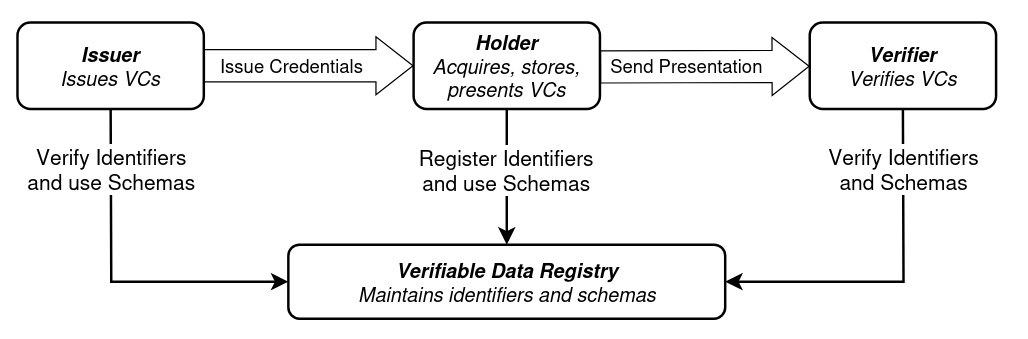 Issuer
Issues VCs
Issue Credentials
Holder
Acquires, stores,
presents VCs
Send Presentation
Verifier
Verifies VCs
Verify Identifiers
and use Schemas
Register Identifiers
and use Schemas
Verify Identifiers
and Schemas
Verifiable Data Registry
Maintains identifiers and schemas